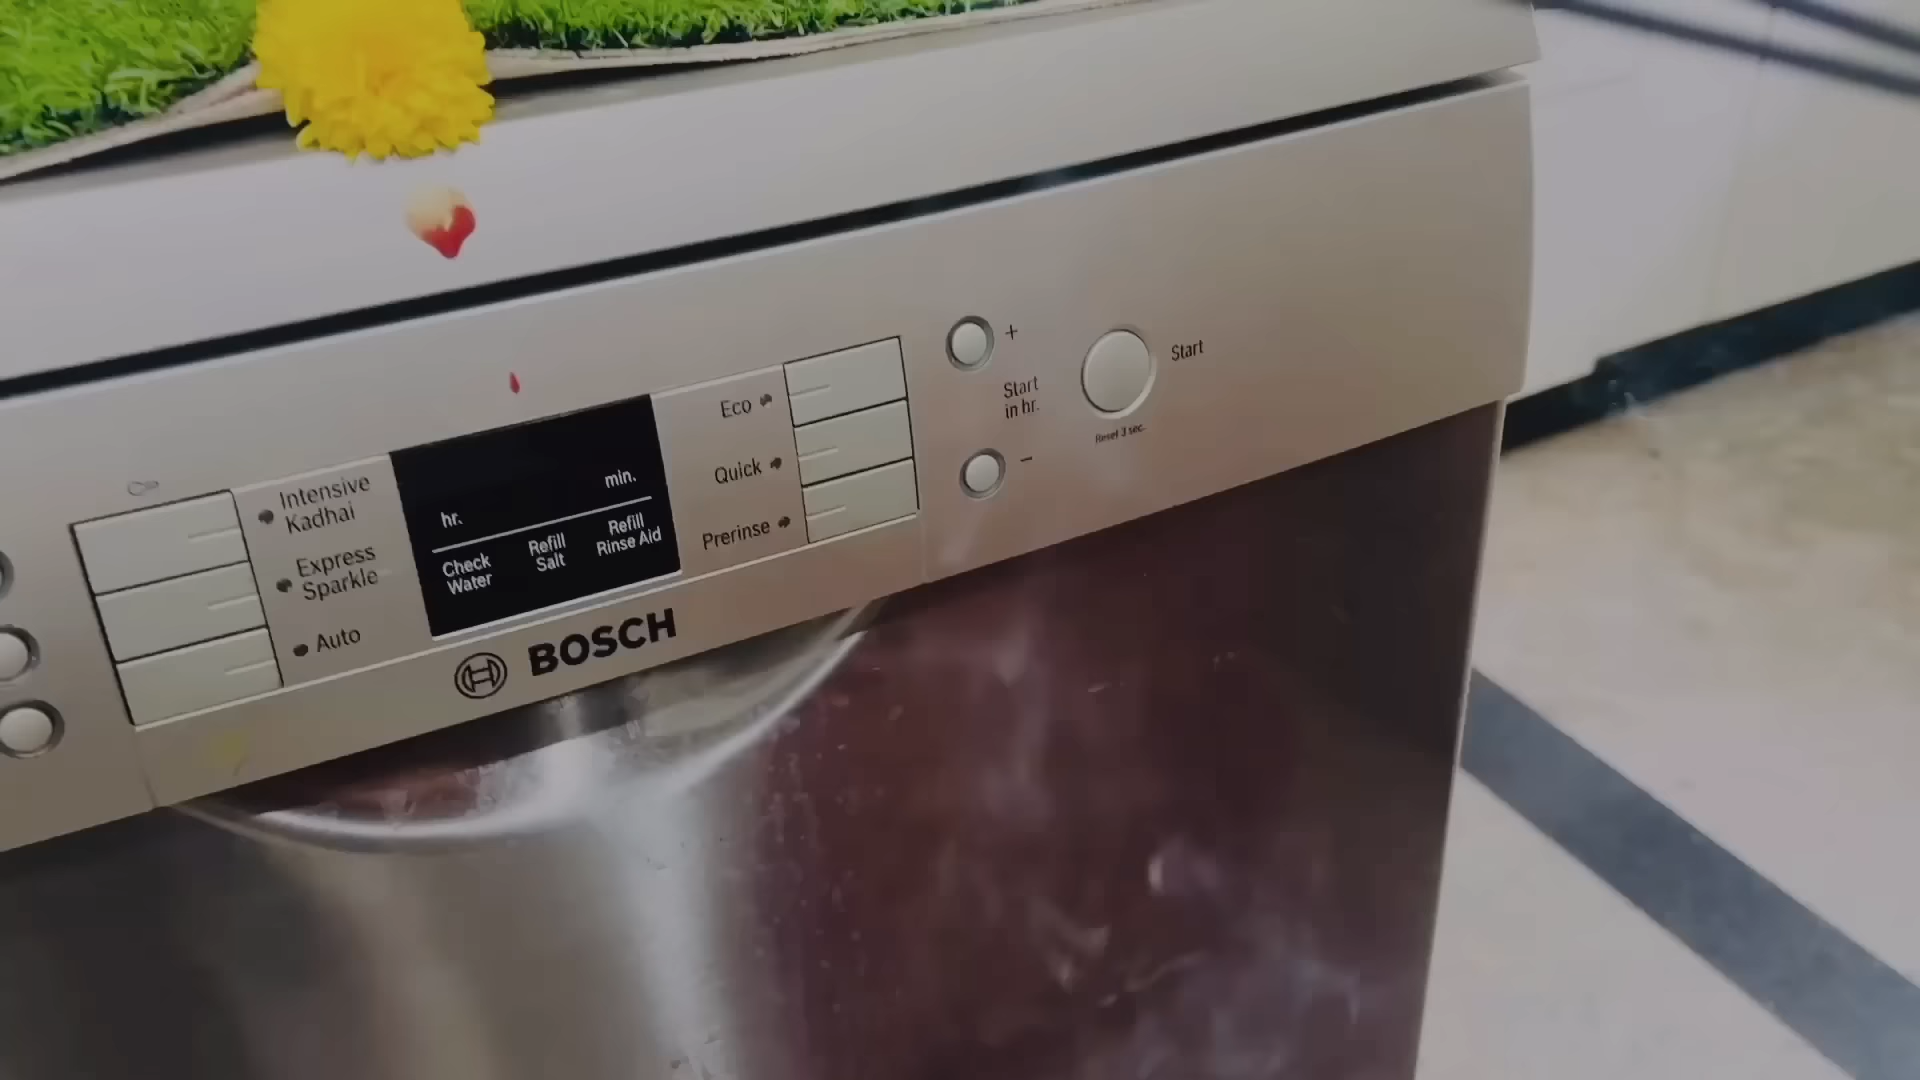 Intensive
Kadhai
Express
Sparkle
Auto
hr.
min.
Check
Water
Refill
Salt
Refill
Rinse Aid
Eco
Quick
Prerinse
+
Start
in hr.
-
Start
Reset 3 sec.
BOSCH